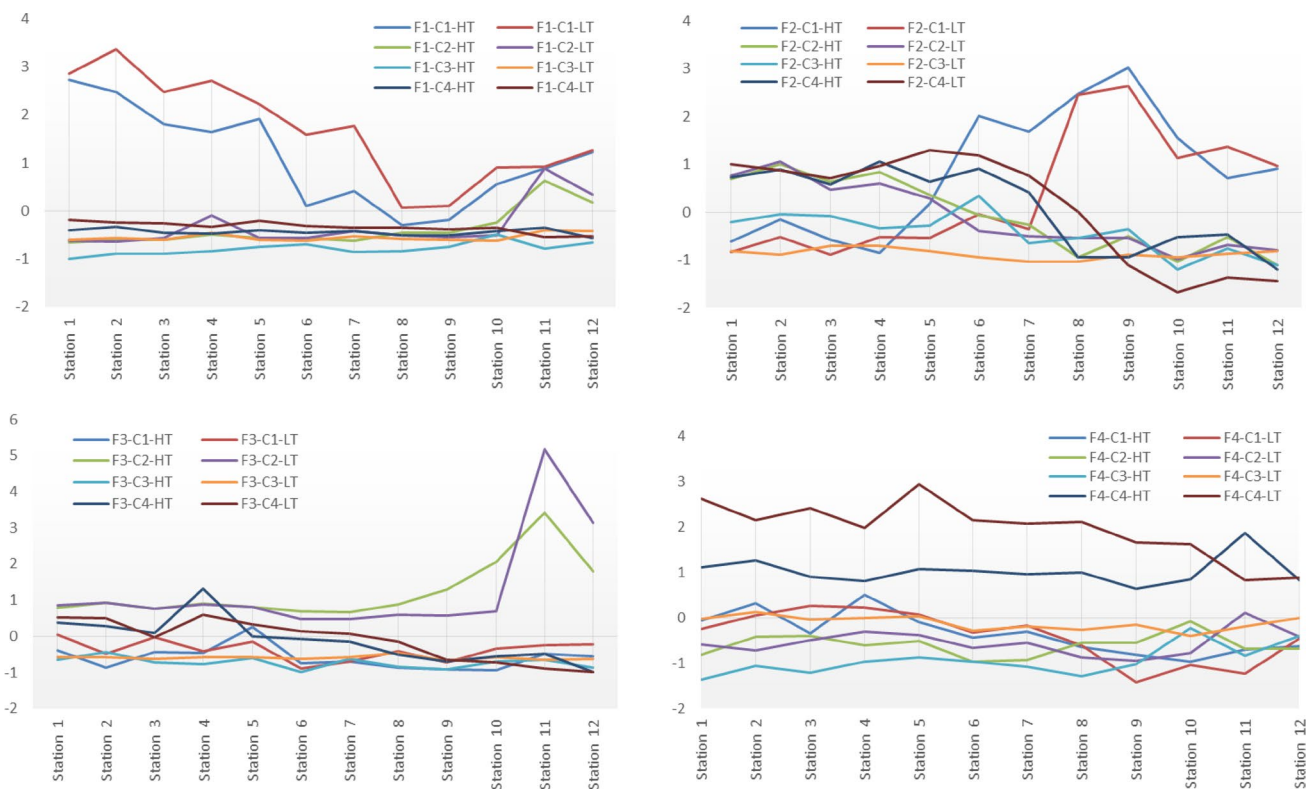 4
3
2
1
0
-1
-2
F1-C1-HT F1-C1-LT
F1-C2-HT F1-C2-LT
F1-C3-HT F1-C3-LT
F1-C4-HT F1-C4-LT
Station 1
Station 2
Station 3
Station 4
Station 5
Station 6
Station 7
Station 8
Station 9
Station 10
Station 11
Station 12
4
3
2
1
0
-1
-2
F2-C1-HT F2-C1-LT
F2-C2-HT F2-C2-LT
F2-C3-HT F2-C3-LT
F2-C4-HT F2-C4-LT
Station 1
Station 2
Station 3
Station 4
Station 5
Station 6
Station 7
Station 8
Station 9
Station 10
Station 11
Station 12
6
5
4
3
2
1
0
-1
-2
F3-C1-HT F3-C1-LT
F3-C2-HT F3-C2-LT
F3-C3-HT F3-C3-LT
F3-C4-HT F3-C4-LT
Station 1
Station 2
Station 3
Station 4
Station 5
Station 6
Station 7
Station 8
Station 9
Station 10
Station 11
Station 12
4
3
2
1
0
-1
-2
F4-C1-HT F4-C1-LT
F4-C2-HT F4-C2-LT
F4-C3-HT F4-C3-LT
F4-C4-HT F4-C4-LT
Station 1
Station 2
Station 3
Station 4
Station 5
Station 6
Station 7
Station 8
Station 9
Station 10
Station 11
Station 12